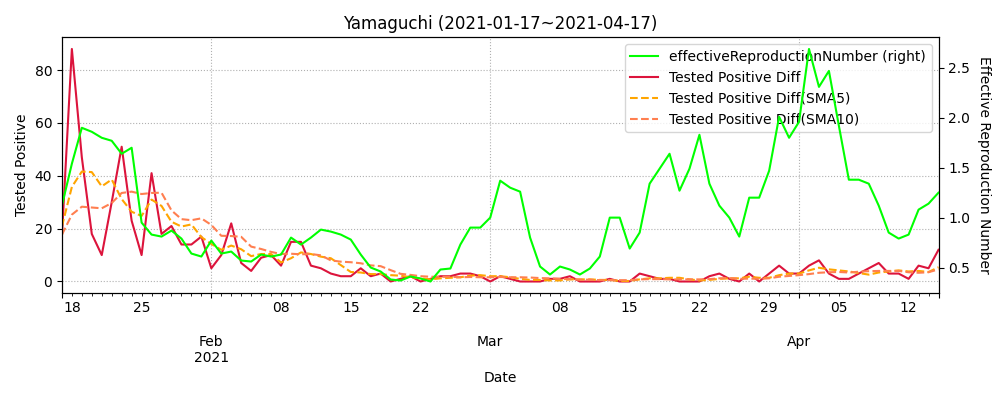 Yamaguchi (2021-01-17~2021-04-17)
effectiveReproductionNumber (right)
Tested Positive Diff
Tested Positive Diff(SMA5)
Tested Positive Diff(SMA10)
Tested Positive
80
60
40
20
0
Effective Reproduction Number
2.5
2.0
1.5
1.0
0.5
18 25 08 15 22 08 15 22 29 05 12
Feb Mar Apr
2021
Date